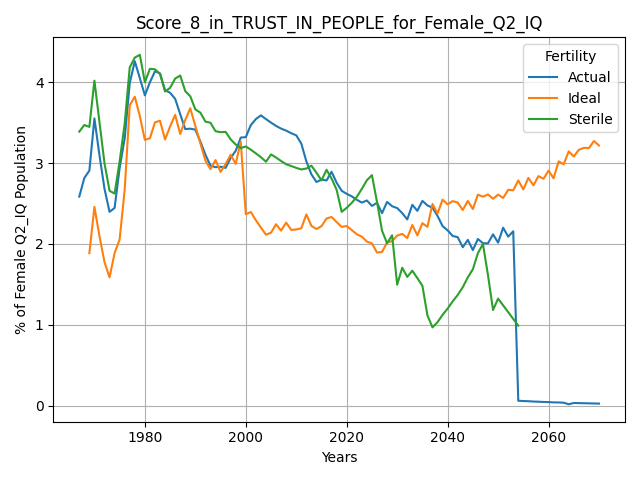 Score_8_in_TRUST_IN_PEOPLE_for_Female_Q2_IQ
Fertility
Actual
Ideal
Sterile
% of Female Q2_IQ Population
4
3
2
1
0
1980 2000 2020 2040 2060
Years